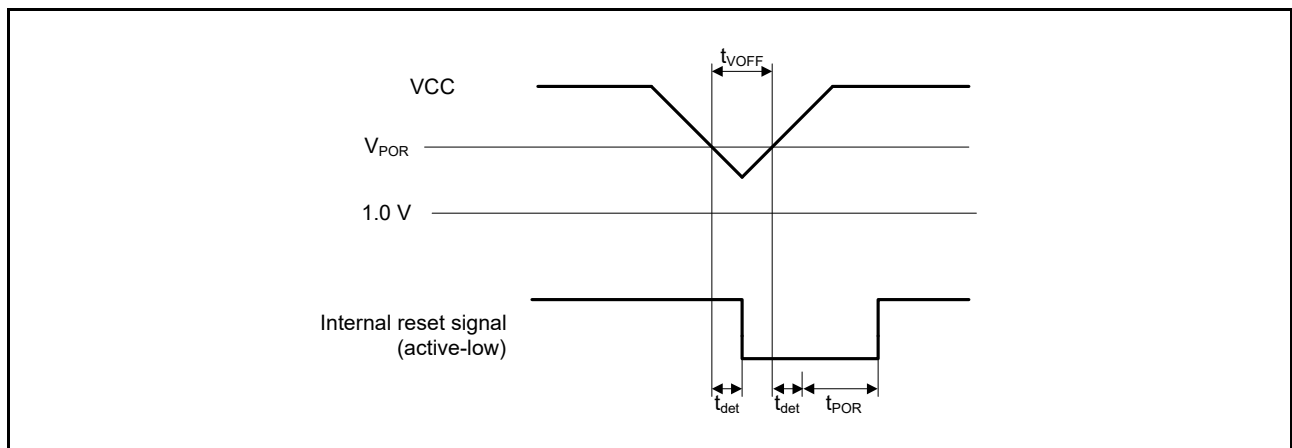 tVOFF
VCC
VPOR
1.0 V
Internal reset signal
(active-low)
tdet
tdet
tPOR